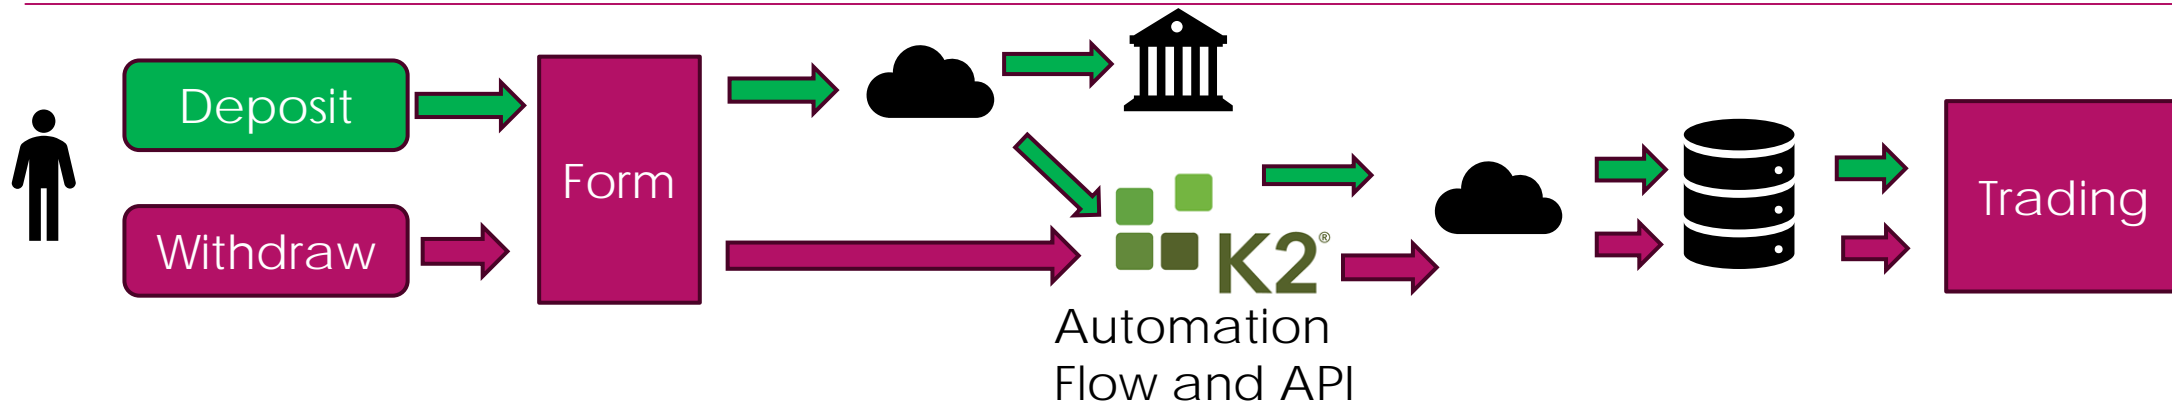 Deposit
Withdraw
Form
K2®
Automation
Flow and API
Trading